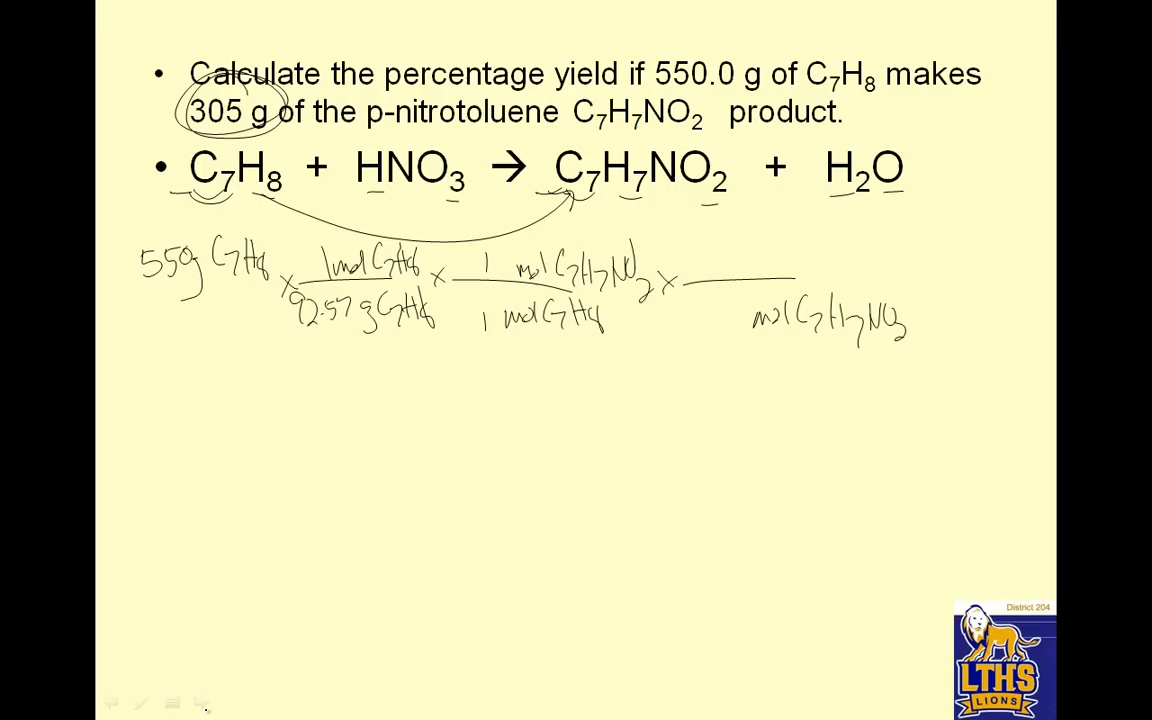 • Calculate the percentage yield if 550.0 g of C₇H₈ makes
305 g of the p-nitrotoluene C₇H₇NO₂ product.
• C₇H₈ + HNO₃ → C₇H₇NO₂ + H₂O
550g C7H8 × 1 mol C7H8 × 1 mol C7H7NO2 ×
92.57 g C7H8 1 mol C7H8 mol C7H7NO2
District 204
LTHS
LIONS